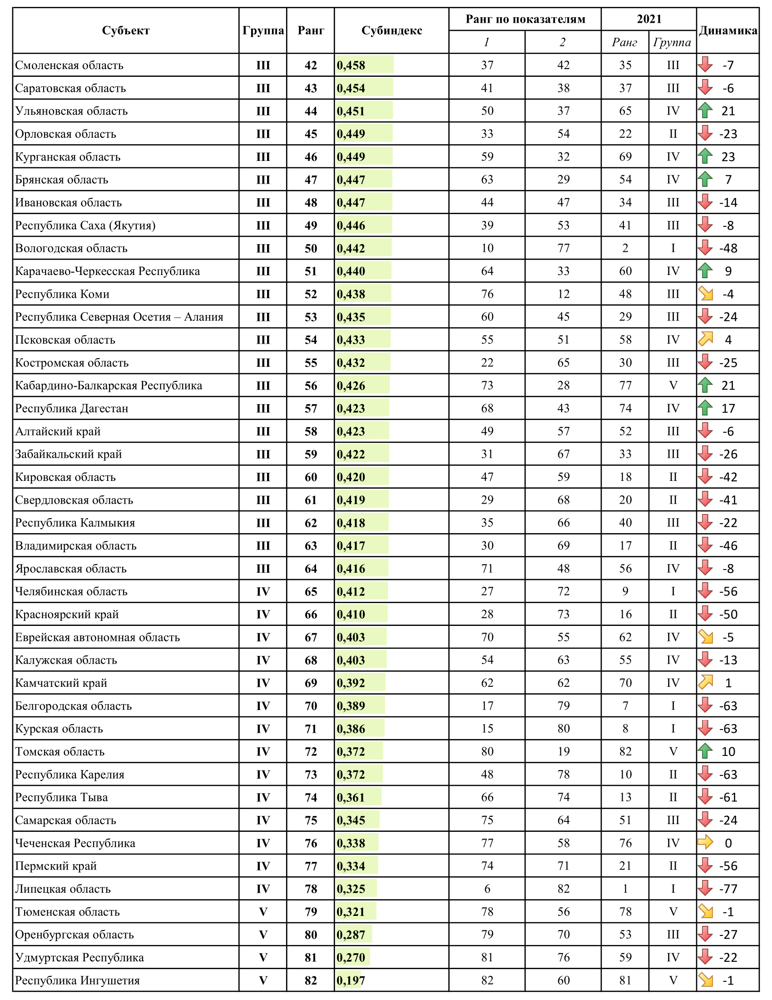 Субъект Группа Ранг Субиндекс Ранг по показателям 2021 Динамика
1 2 Ранг Группа
Смоленская область III 42 0,458 37 42 35 III -7
Саратовская область III 43 0,454 41 38 37 III -6
Ульяновская область III 44 0,451 50 37 65 IV 21
Орловская область III 45 0,449 33 54 22 II -23
Курганская область III 46 0,449 59 32 69 IV 23
Брянская область III 47 0,447 63 29 54 IV 7
Ивановская область III 48 0,447 44 47 34 III -14
Республика Саха (Якутия) III 49 0,446 39 53 41 III -8
Вологодская область III 50 0,442 10 77 2 I -48
Карачаево-Черкесская Республика III 51 0,440 64 33 60 IV 9
Республика Коми III 52 0,438 76 12 48 III -4
Республика Северная Осетия – Алания III 53 0,435 60 45 29 III -24
Псковская область III 54 0,433 55 51 58 IV 4
Костромская область III 55 0,432 22 65 30 III -25
Кабардино-Балкарская Республика III 56 0,426 73 28 77 V 21
Республика Дагестан III 57 0,423 68 43 74 IV 17
Алтайский край III 58 0,423 49 57 52 III -6
Забайкальский край III 59 0,422 31 67 33 III -26
Кировская область III 60 0,420 47 59 18 II -42
Свердловская область III 61 0,419 29 68 20 II -41
Республика Калмыкия III 62 0,418 35 66 40 III -22
Владимирская область III 63 0,417 30 69 17 II -46
Ярославская область III 64 0,416 71 48 56 IV -8
Челябинская область IV 65 0,412 27 72 9 I -56
Красноярский край IV 66 0,410 28 73 16 II -50
Еврейская автономная область IV 67 0,403 70 55 62 IV -5
Калужская область IV 68 0,403 54 63 55 IV -13
Камчатский край IV 69 0,392 62 62 70 IV 1
Белгородская область IV 70 0,389 17 79 7 I -63
Курская область IV 71 0,386 15 80 8 I -63
Томская область IV 72 0,372 80 19 82 V 10
Республика Карелия IV 73 0,372 48 78 10 II -63
Республика Тыва IV 74 0,361 66 74 13 II -61
Самарская область IV 75 0,345 75 64 51 III -24
Чеченская Республика IV 76 0,338 77 58 76 IV 0
Пермский край IV 77 0,334 74 71 21 II -56
Липецкая область IV 78 0,325 6 82 1 I -77
Тюменская область V 79 0,321 78 56 78 V -1
Оренбургская область V 80 0,287 79 70 53 III -27
Удмуртская Республика V 81 0,270 81 76 59 IV -22
Республика Ингушетия V 82 0,197 82 60 81 V -1